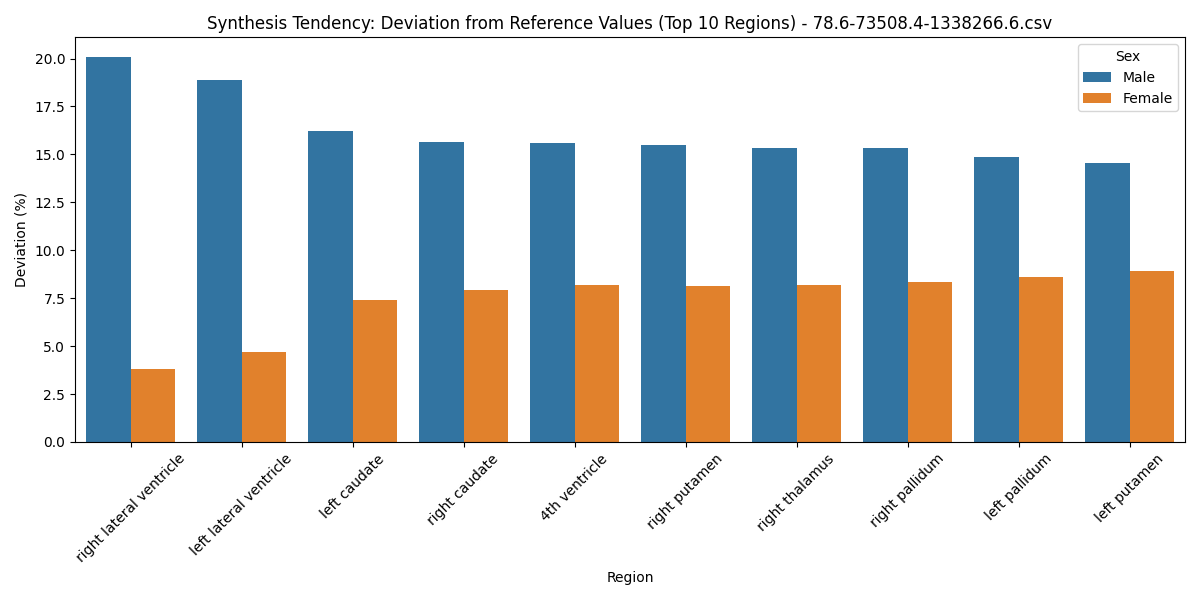 Synthesis Tendency: Deviation from Reference Values (Top 10 Regions) - 78.6-73508.4-1338266.6.csv
Deviation (%)
20.0
17.5
15.0
12.5
10.0
7.5
5.0
2.5
0.0
Sex
Male
Female
right lateral ventricle
left lateral ventricle
left caudate
right caudate
4th ventricle
right putamen
right thalamus
right pallidum
left pallidum
left putamen
Region